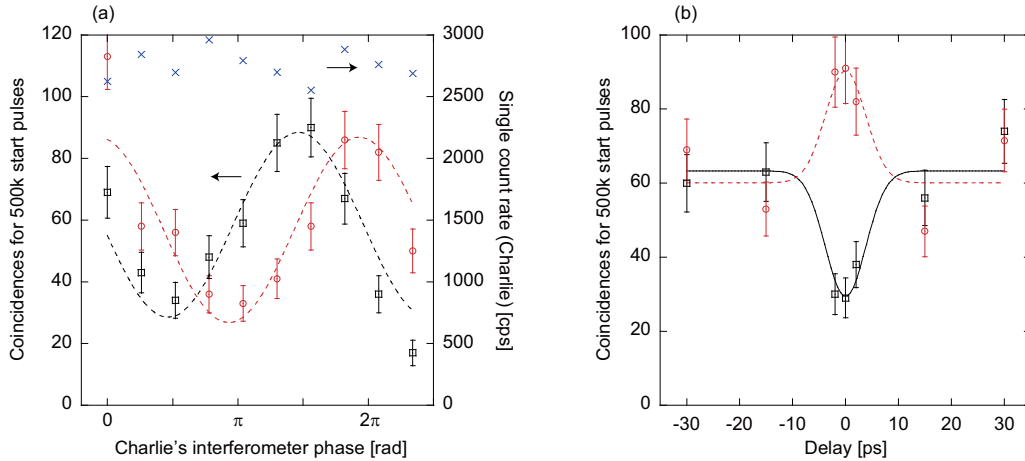 (a)
120
100
80
60
40
20
0
Coincidences for 500k start pulses
3000
2500
2000
1500
1000
500
0
Single count rate (Charlie) [cps]
0
π
2π
Charlie's interferometer phase [rad]
(b)
100
80
60
40
20
0
Coincidences for 500k start pulses
-30 -20 -10 0 10 20 30
Delay [ps]